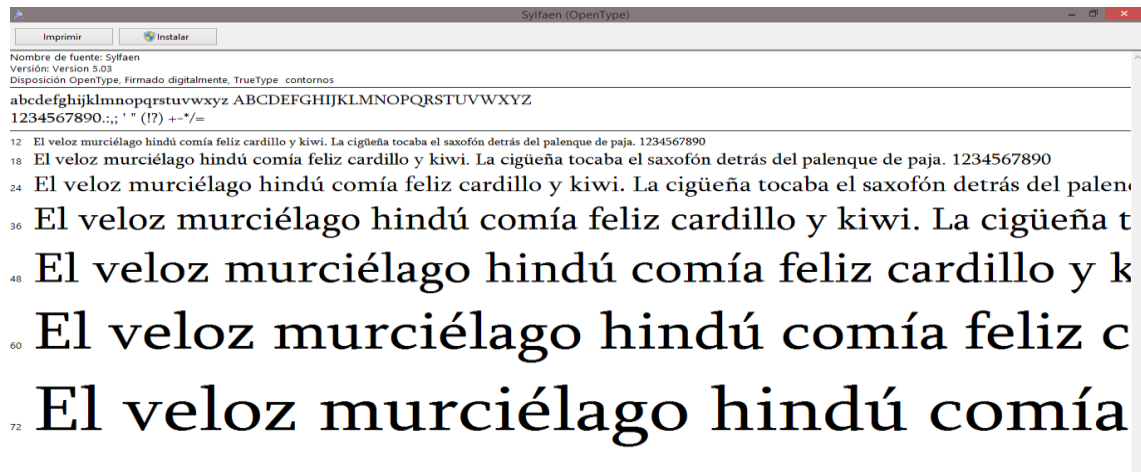 Sylfaen (OpenType)
Imprimir Instalar
Nombre de fuente: Sylfaen
Versión: Version 5.03
Disposición OpenType, Firmado digitalmente, TrueType contornos
abcdefghijklmnopqrstuvwxyz ABCDEFGHIJKLMNOPQRSTUVWXYZ
1234567890.:,; ' " (!?) +-*/=
12 El veloz murciélago hindú comía feliz cardillo y kiwi. La cigüeña tocaba el saxofón detrás del palenque de paja. 1234567890
18 El veloz murciélago hindú comía feliz cardillo y kiwi. La cigüeña tocaba el saxofón detrás del palenque de paja. 1234567890
24 El veloz murciélago hindú comía feliz cardillo y kiwi. La cigüeña tocaba el saxofón detrás del palen
36 El veloz murciélago hindú comía feliz cardillo y kiwi. La cigüeña t
48 El veloz murciélago hindú comía feliz cardillo y k
60 El veloz murciélago hindú comía feliz c
72 El veloz murciélago hindú comía